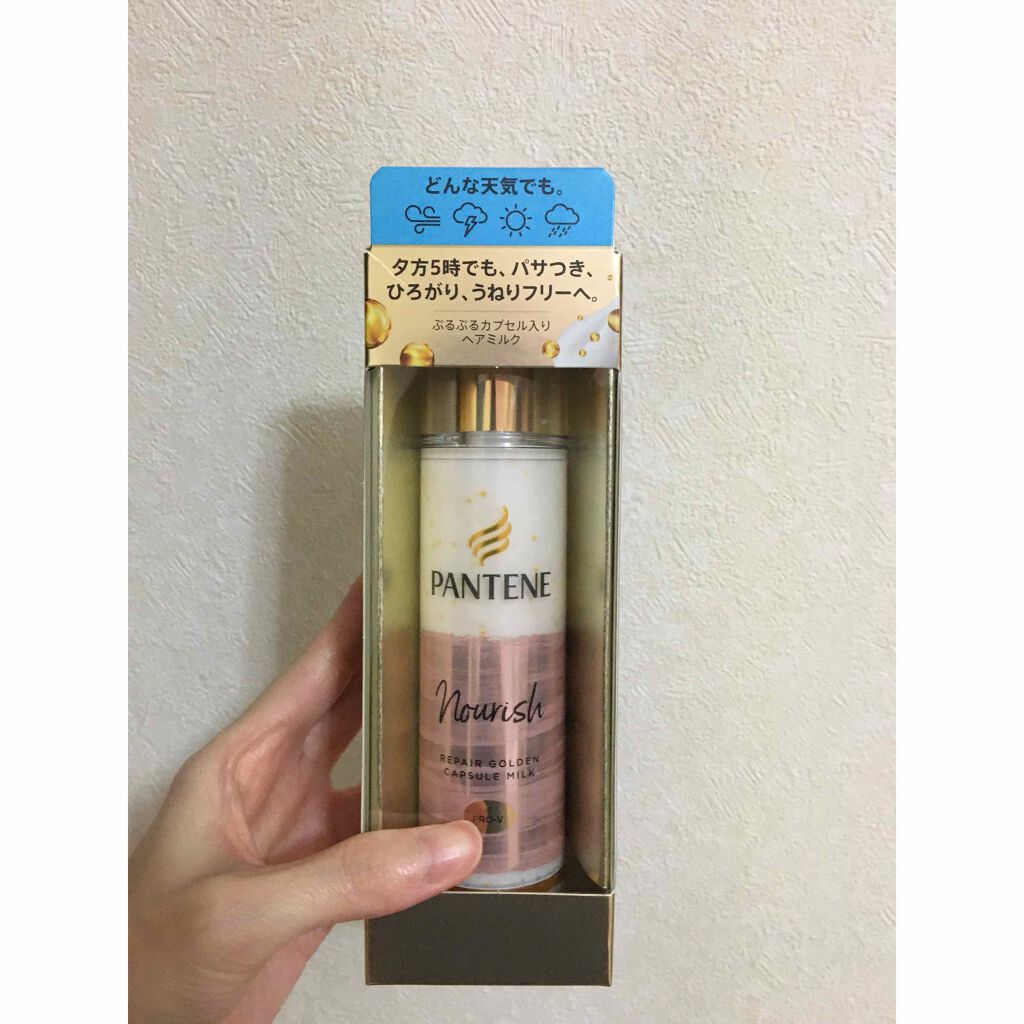 どんな天気でも。
夕方5時でも、パサつき、
ひろがり、うねりフリーへ。
ぷるぷるカプセル入り
ヘアミルク
PANTENE
Nourish
REPAIR GOLDEN
CAPSULE MILK
PRO-V